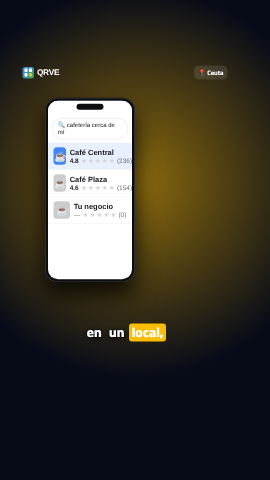 QRVE
📍 Ceuta
🔍 cafetería cerca de
mí
Café Central
4.8 ★★★★★ (236)
Café Plaza
4.6 ★★★★★ (154)
Tu negocio
— ★★★★★ (0)
en un local,